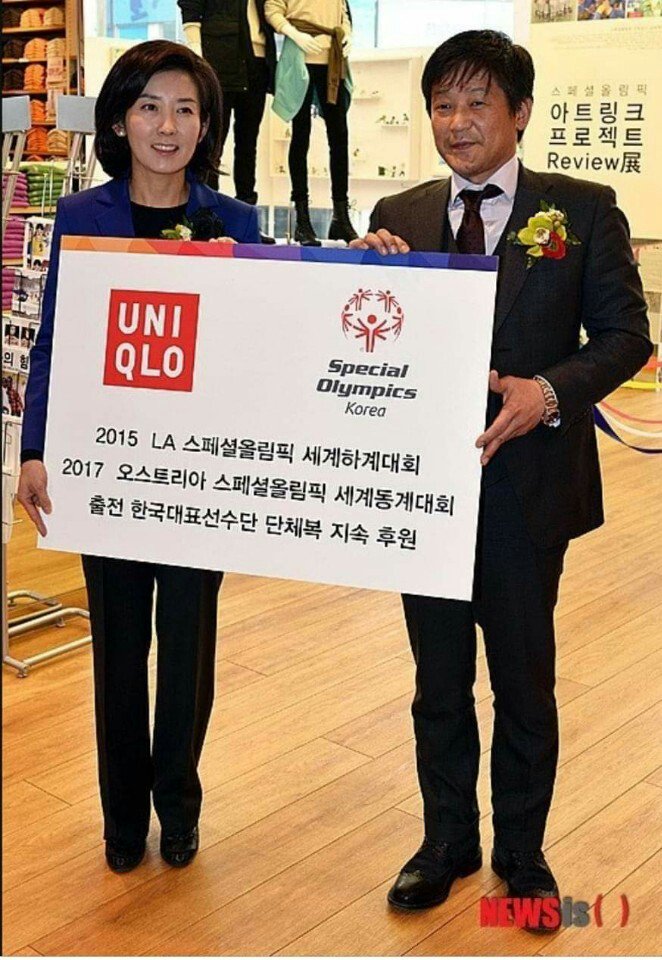 스페셜올림픽
아트링크
프로젝트
Review展
UNI
QLO
Special
Olympics
Korea
2015 LA 스페셜올림픽 세계하계대회
2017 오스트리아 스페셜올림픽 세계동계대회
출전 한국대표선수단 단체복 지속 후원
의 힘
NEWSis( )